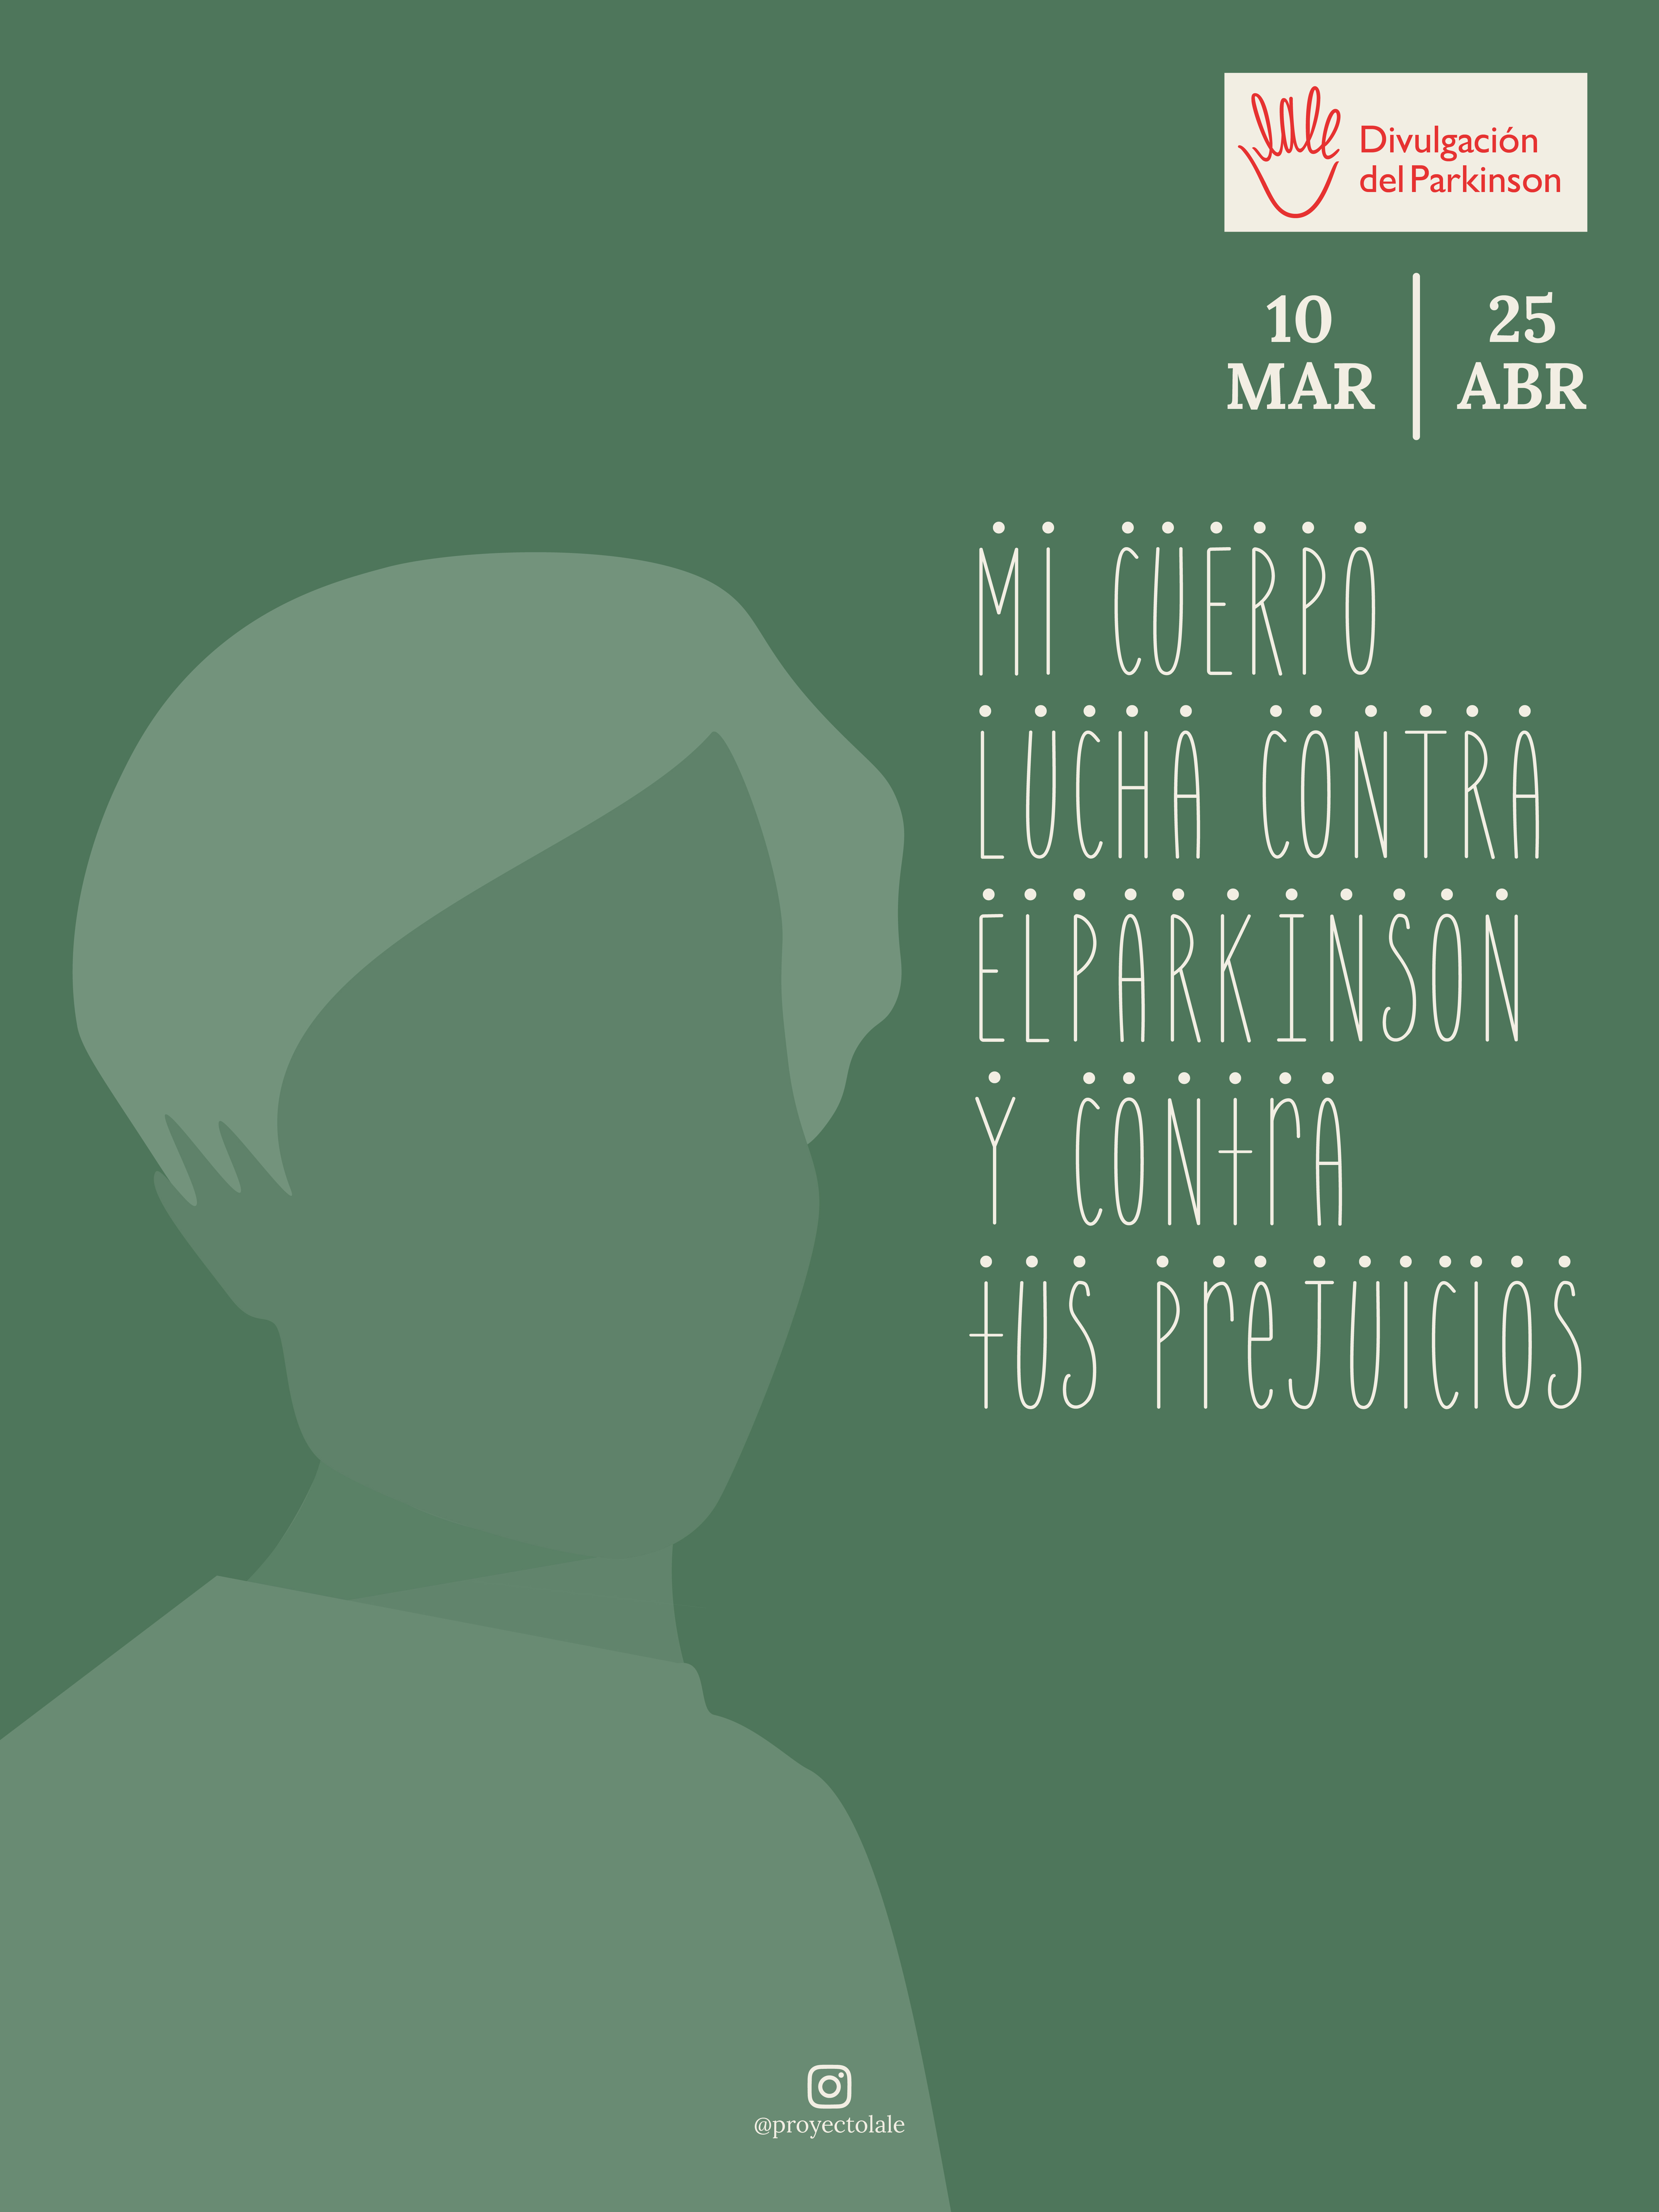 Divulgación
del Parkinson
10 25
MAR ABR
MI CUERPO
LUCHA CONTRA
ELPARKINSON
Y CONtrA
tUS PreJUICIOS
@proyectolale